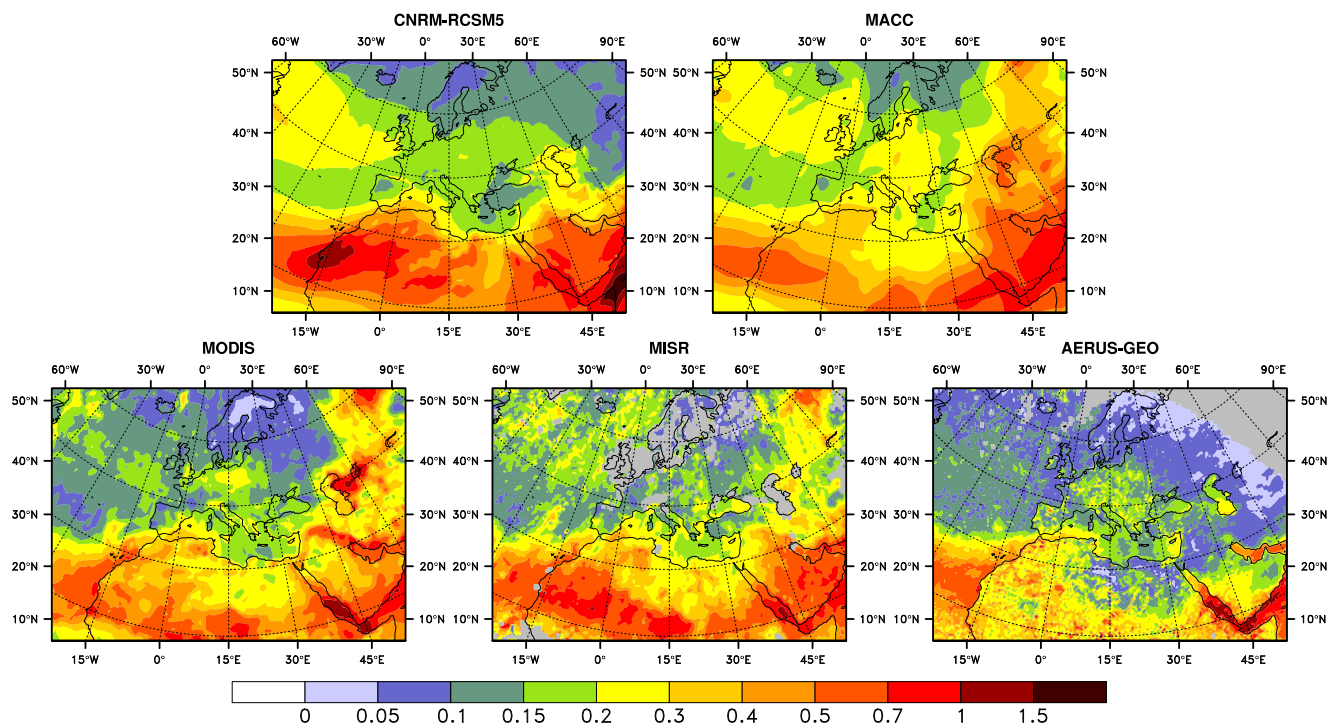 CNRM-RCSM5 MACC
60°W 30°W 0° 30°E 60°E 90°E 60°W 30°W 0° 30°E 60°E 90°E
50°N 50°N 50°N 50°N
40°N 40°N 40°N 40°N
30°N 30°N 30°N 30°N
20°N 20°N 20°N 20°N
10°N 10°N 10°N 10°N
15°W 0° 15°E 30°E 45°E 15°W 0° 15°E 30°E 45°E
MODIS MISR AERUS-GEO
60°W 30°W 0° 30°E 60°E 90°E 60°W 30°W 0° 30°E 60°E 90°E 60°W 30°W 0° 30°E 60°E 90°E
50°N 50°N 50°N 50°N 50°N 50°N
40°N 40°N 40°N 40°N 40°N 40°N
30°N 30°N 30°N 30°N 30°N 30°N
20°N 20°N 20°N 20°N 20°N 20°N
10°N 10°N 10°N 10°N 10°N 10°N
15°W 0° 15°E 30°E 45°E 15°W 0° 15°E 30°E 45°E 15°W 0° 15°E 30°E 45°E
0 0.05 0.1 0.15 0.2 0.3 0.4 0.5 0.7 1 1.5